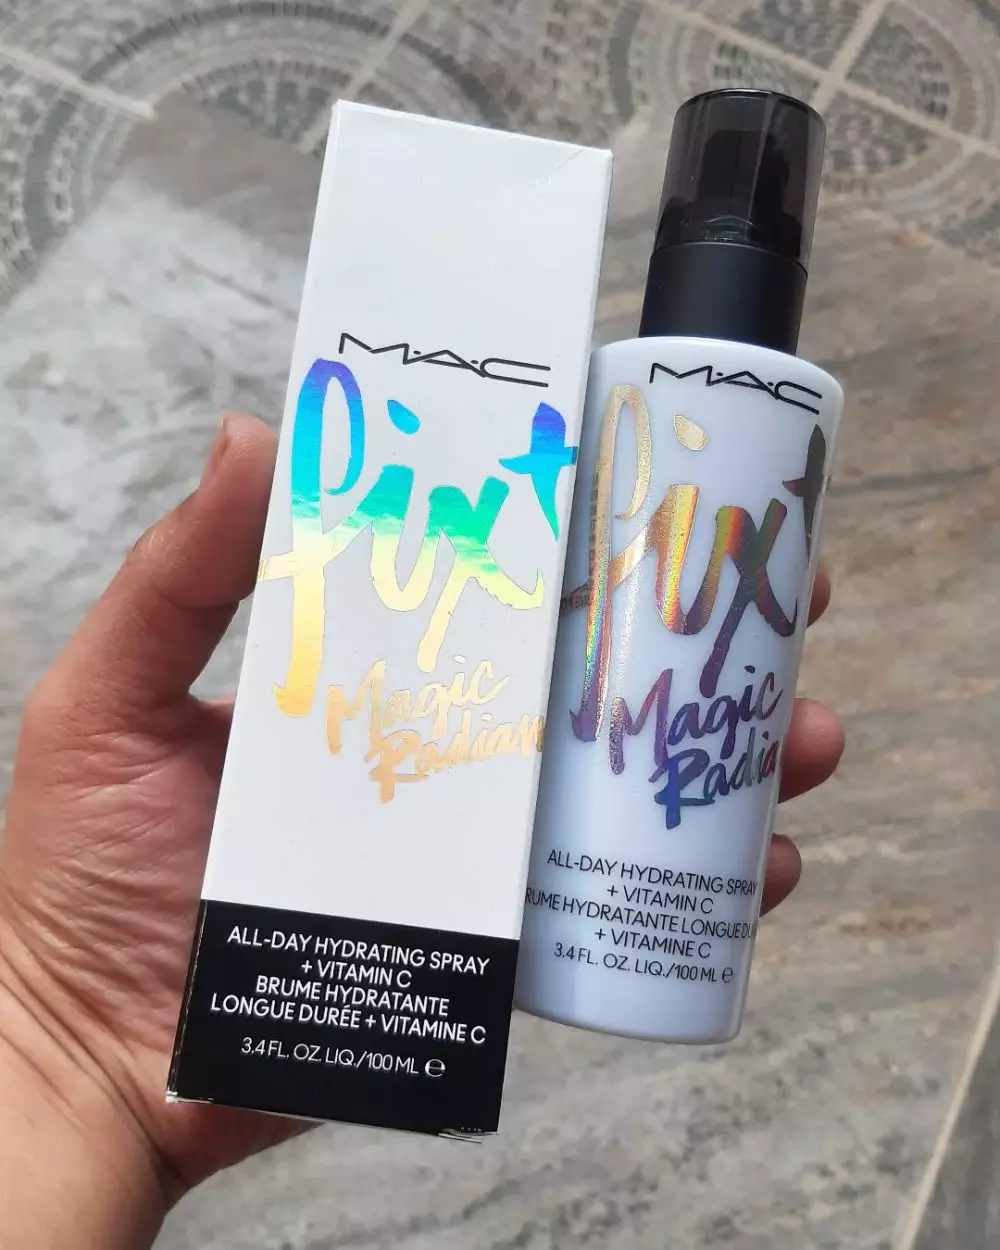 M·A·C
fix+
Magic
Radian
ALL-DAY HYDRATING SPRAY
+ VITAMIN C
BRUME HYDRATANTE
LONGUE DURÉE + VITAMINE C
3.4 FL. OZ. LIQ./100 ML ℮
M·A·C
fix+
Magic
Radia
ALL-DAY HYDRATING SPRAY
+ VITAMIN C
RUME HYDRATANTE LONGUE DU
+ VITAMINE C
3.4 FL. OZ. LIQ./100 ML ℮